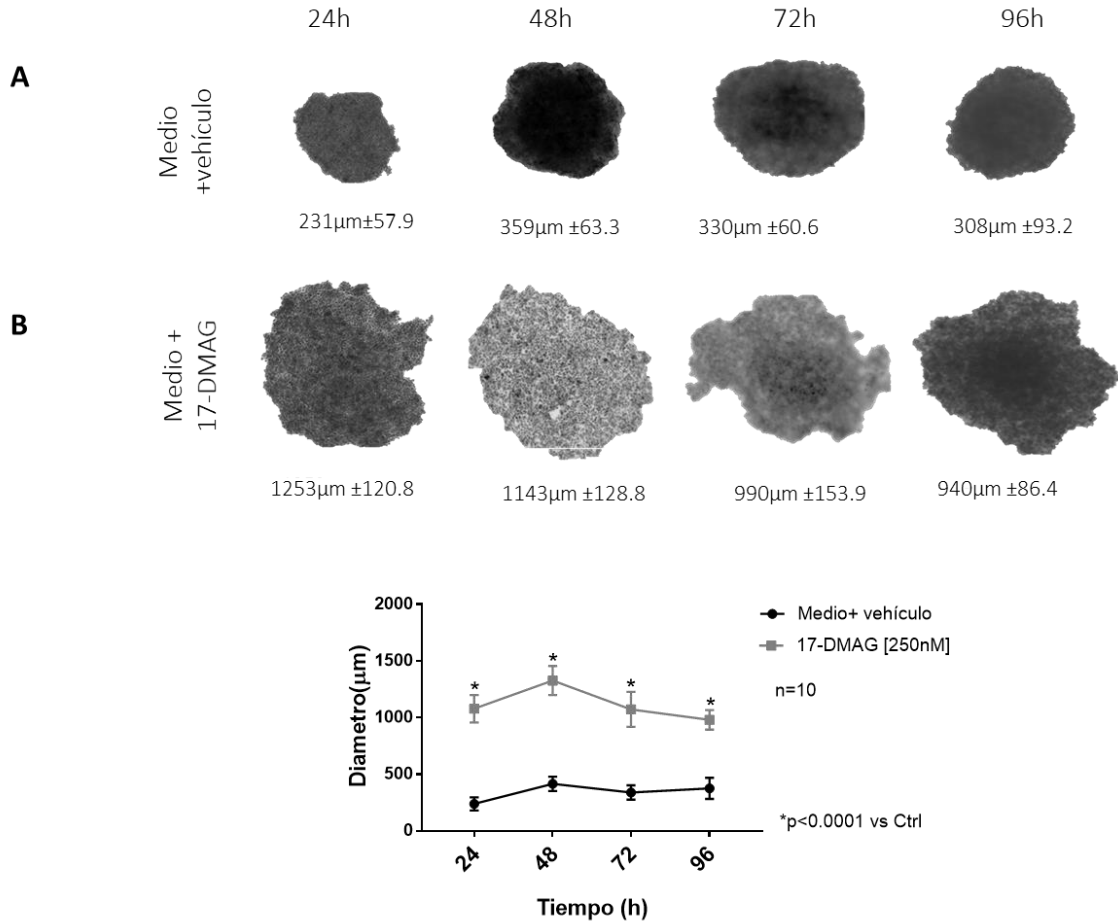 24h 48h 72h 96h
A
Medio
+vehículo
231µm±57.9 359µm ±63.3 330µm ±60.6 308µm ±93.2
B
Medio +
17-DMAG
1253µm ±120.8 1143µm ±128.8 990µm ±153.9 940µm ±86.4
2000
1500
1000
500
0
Diametro(µm)
* * * *
24 48 72 96
Tiempo (h)
Medio+ vehículo
17-DMAG [250nM]
n=10
*p<0.0001 vs Ctrl